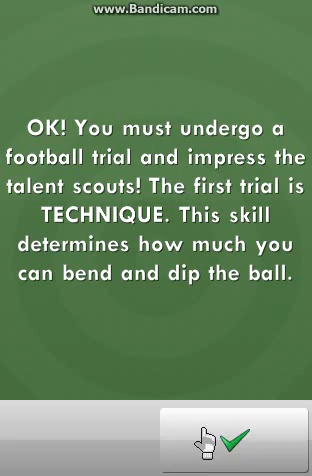 www.Bandicam.com
OK! You must undergo a
football trial and impress the
talent scouts! The first trial is
TECHNIQUE. This skill
determines how much you
can bend and dip the ball.